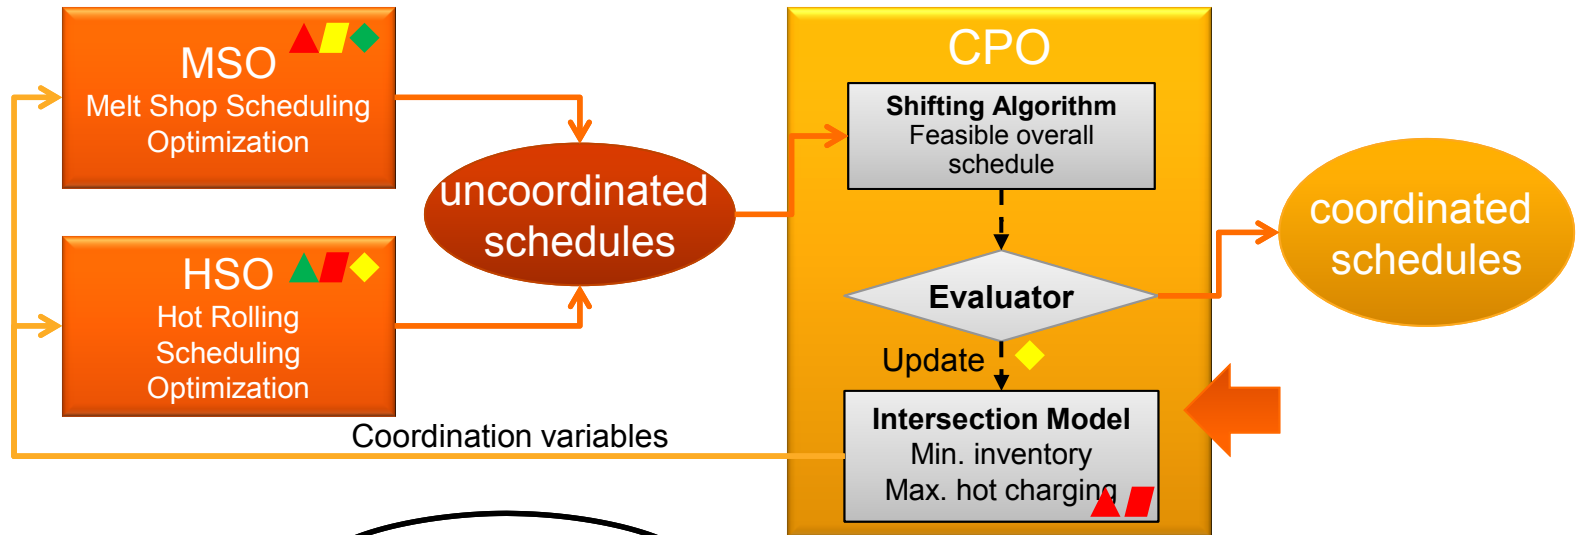 MSO
Melt Shop Scheduling
Optimization
HSO
Hot Rolling
Scheduling
Optimization
uncoordinated
schedules
CPO
Shifting Algorithm
Feasible overall
schedule
Evaluator
Update
Intersection Model
Min. inventory
Max. hot charging
Coordination variables
coordinated
schedules